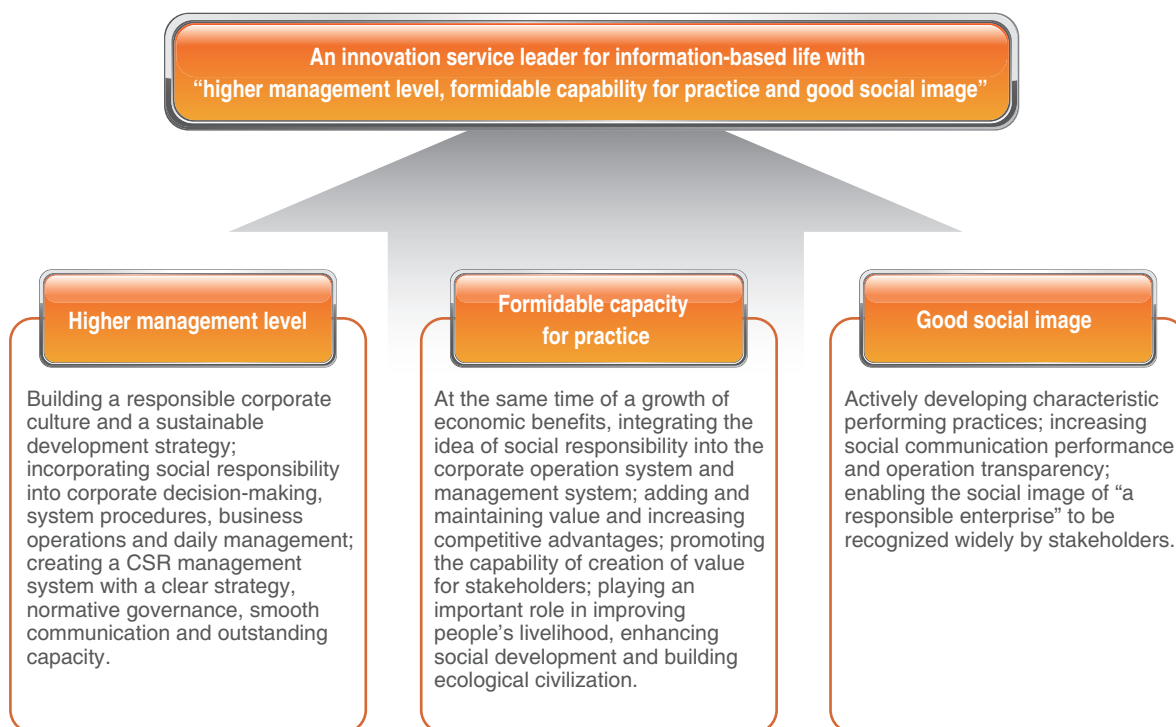 An innovation service leader for information-based life with
“higher management level, formidable capability for practice and good social image”
Higher management level
Building a responsible corporate
culture and a sustainable
development strategy;
incorporating social responsibility
into corporate decision-making,
system procedures, business
operations and daily management;
creating a CSR management
system with a clear strategy,
normative governance, smooth
communication and outstanding
capacity.
Formidable capacity
for practice
At the same time of a growth of
economic benefits, integrating the
idea of social responsibility into the
corporate operation system and
management system; adding and
maintaining value and increasing
competitive advantages; promoting
the capability of creation of value
for stakeholders; playing an
important role in improving
people’s livelihood, enhancing
social development and building
ecological civilization.
Good social image
Actively developing characteristic
performing practices; increasing
social communication performance
and operation transparency;
enabling the social image of “a
responsible enterprise” to be
recognized widely by stakeholders.